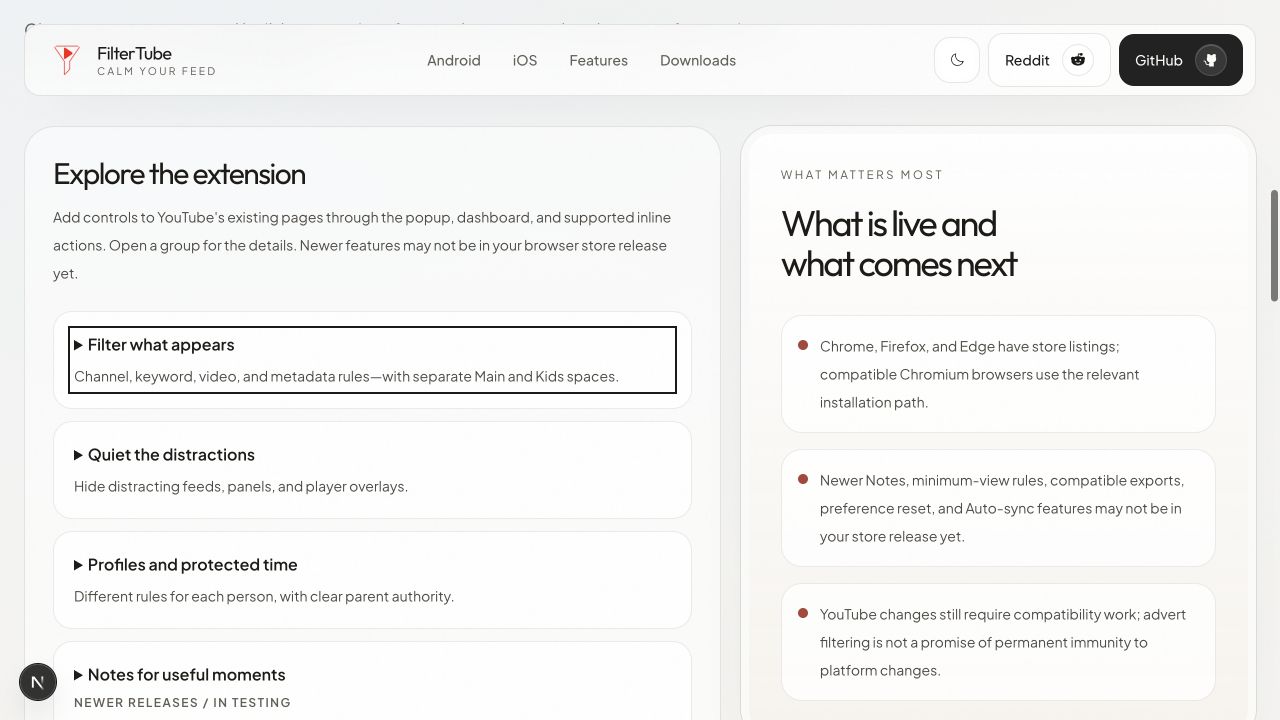 FilterTube
CALM YOUR FEED
Android
iOS
Features
Downloads
Reddit
GitHub
Explore the extension
Add controls to YouTube's existing pages through the popup, dashboard, and supported inline
actions. Open a group for the details. Newer features may not be in your browser store release
yet.
Filter what appears
Channel, keyword, video, and metadata rules—with separate Main and Kids spaces.
Quiet the distractions
Hide distracting feeds, panels, and player overlays.
Profiles and protected time
Different rules for each person, with clear parent authority.
Notes for useful moments
NEWER RELEASES / IN TESTING
WHAT MATTERS MOST
What is live and
what comes next
Chrome, Firefox, and Edge have store listings;
compatible Chromium browsers use the relevant
installation path.
Newer Notes, minimum-view rules, compatible exports,
preference reset, and Auto-sync features may not be in
your store release yet.
YouTube changes still require compatibility work; advert
filtering is not a promise of permanent immunity to
platform changes.
N